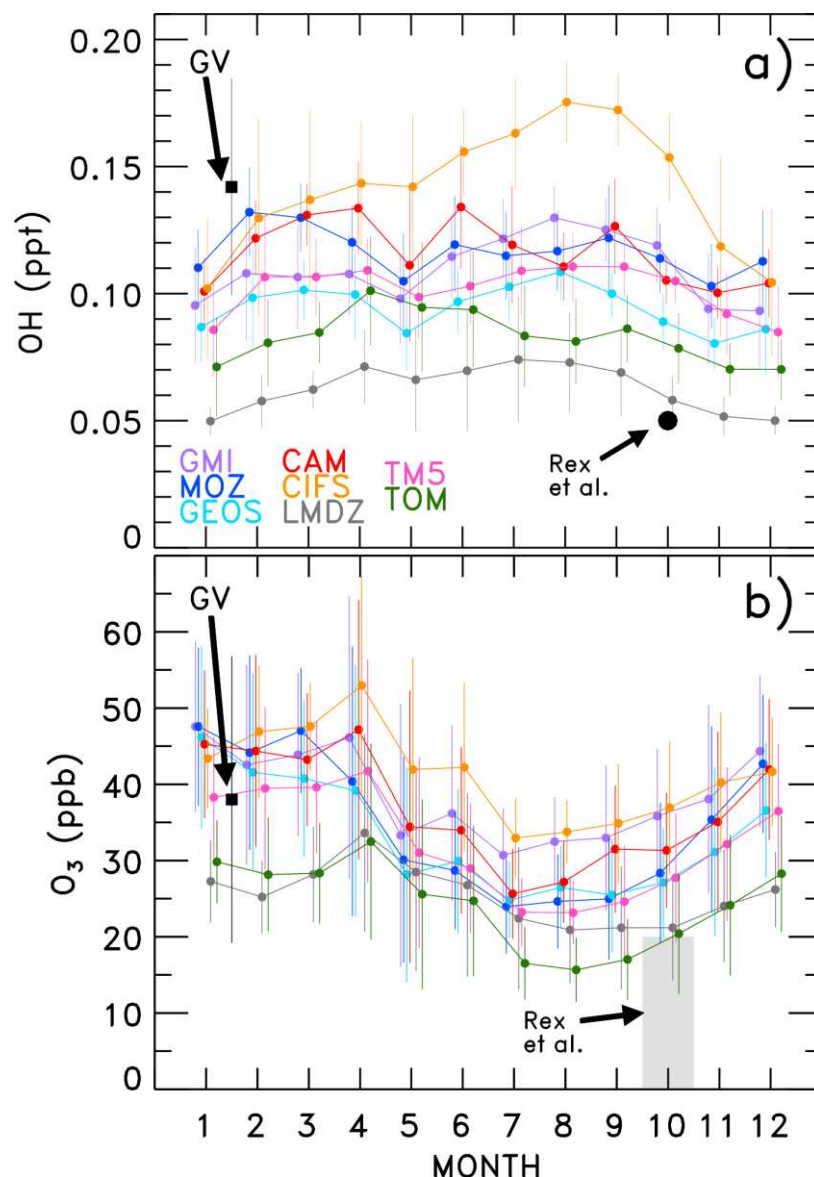 0.20
GV
a)
0.15
OH (ppt)
0.10
0.05
Rex
et al.
GMI CAM TM5
MOZ CIFS TOM
GEOS LMDZ
0
GV
b)
60
50
40
O₃ (ppb)
30
20
10
Rex
et al.
0
1 2 3 4 5 6 7 8 9 10 11 12
MONTH